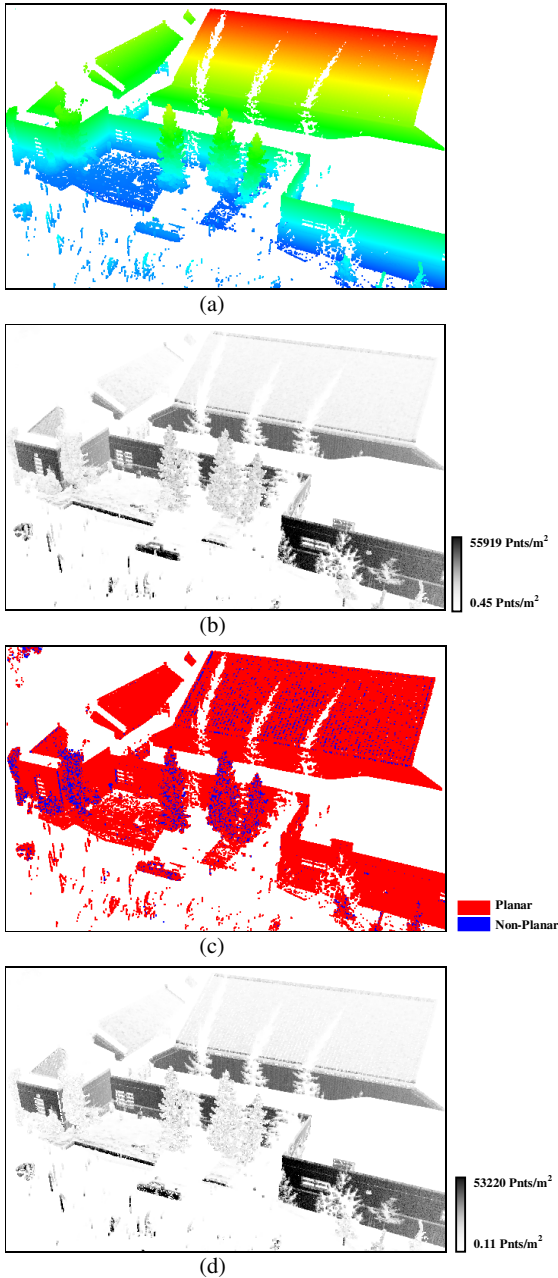 (a)
55919 Pnts/m²
0.45 Pnts/m²
(b)
Planar
Non-Planar
(c)
53220 Pnts/m²
0.11 Pnts/m²
(d)